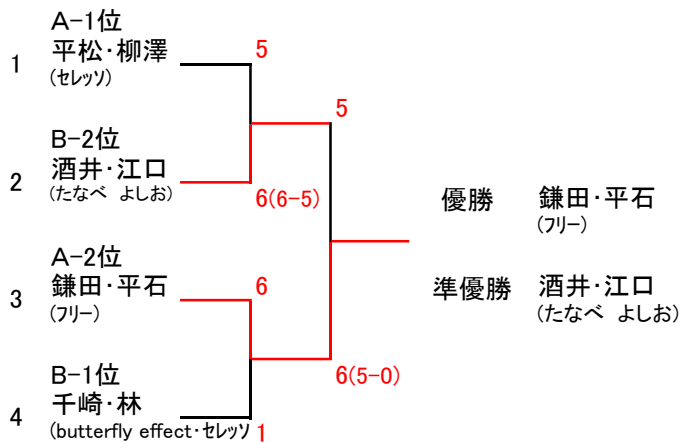 A-1位
1 平松・柳澤 5
(セレッソ)
5
B-2位
2 酒井・江口
(たなべ よしお) 6(6-5)
A-2位
3 鎌田・平石 6
(フリー)
6(5-0)
B-1位
4 千崎・林
(butterfly effect・セレッソ 1
優勝 鎌田・平石
(フリー)
準優勝 酒井・江口
(たなべ よしお)